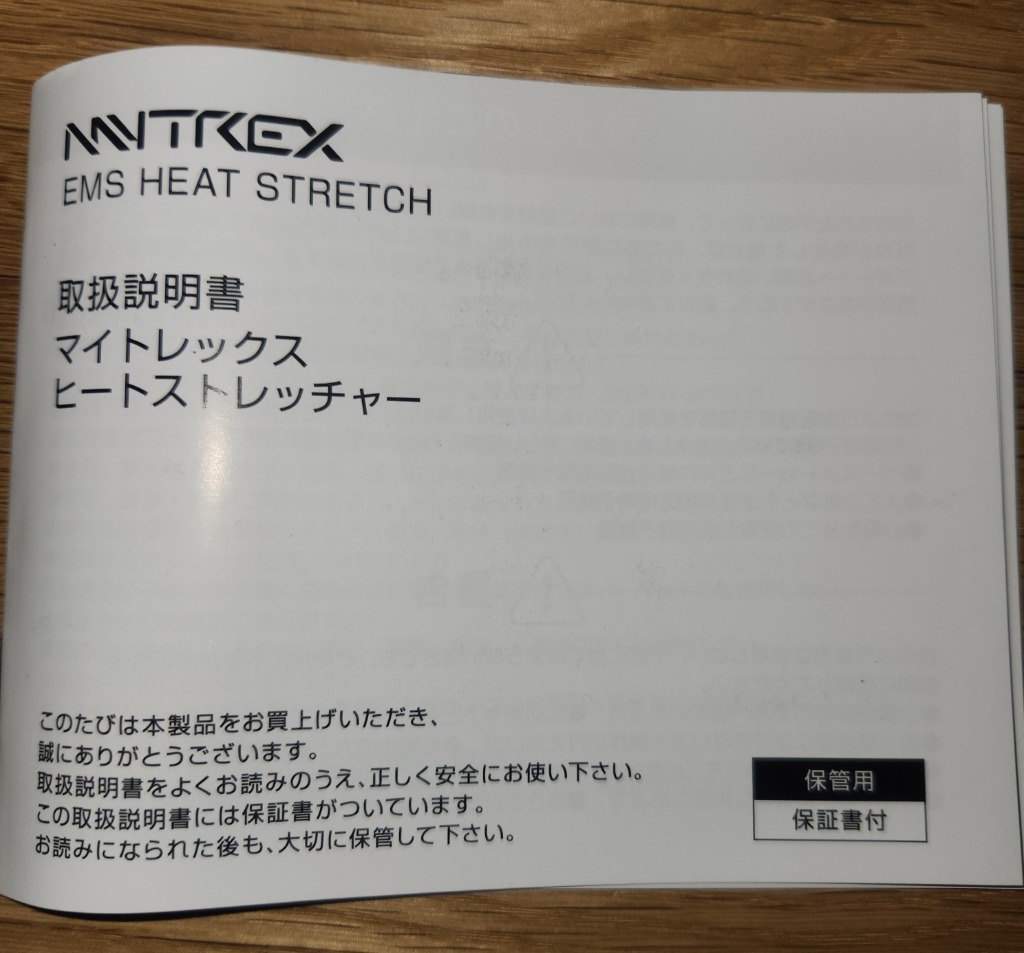 MYTREX
EMS HEAT STRETCH
取扱説明書
マイトレックス
ヒートストレッチャー
このたびは本製品をお買上げいただき、
誠にありがとうございます。
取扱説明書をよくお読みのうえ、正しく安全にお使い下さい。
この取扱説明書には保証書がついています。
お読みになられた後も、大切に保管して下さい。
保管用
保証書付